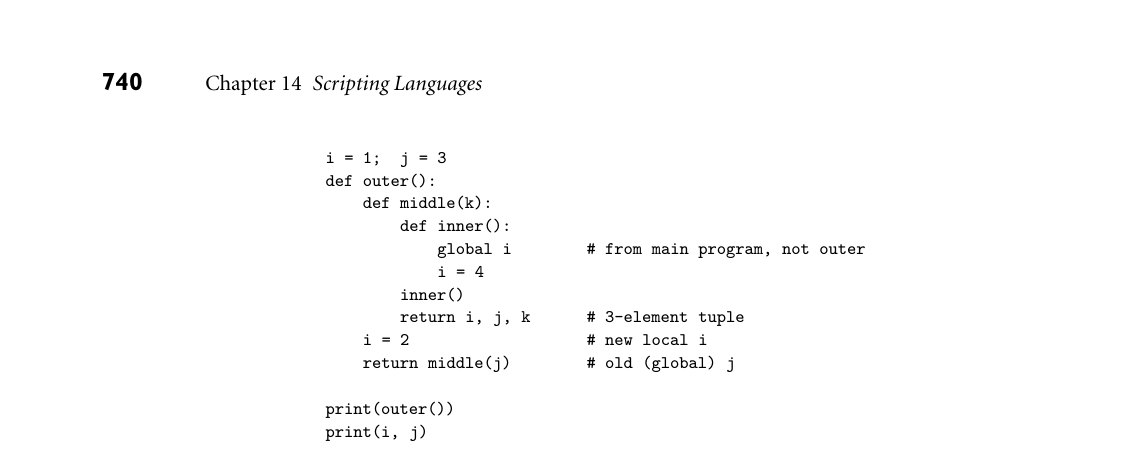 740 Chapter 14 Scripting Languages
i = 1;  j = 3
def outer():
    def middle(k):
        def inner():
            global i        # from main program, not outer
            i = 4
        inner()
        return i, j, k      # 3-element tuple
    i = 2                   # new local i
    return middle(j)        # old (global) j

print(outer())
print(i, j)